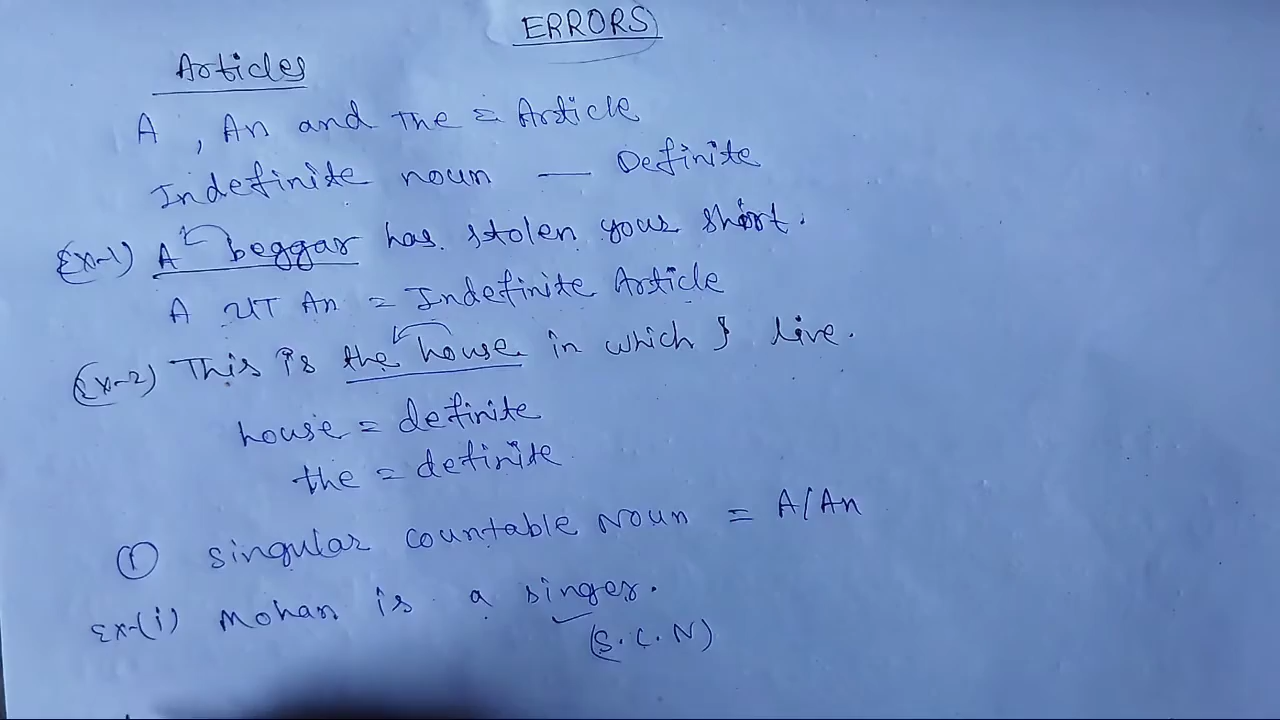 ERRORS
Articles
A , An and The = Article
Indefinite noun — Definite
Ex-1) A beggar has stolen your shirt.
A या An = Indefinite Article
Ex-2) This is the house in which I live.
house = definite
the = definite
① singular countable Noun = A/An
Ex-(i) Mohan is a singer.
(S.C.N)